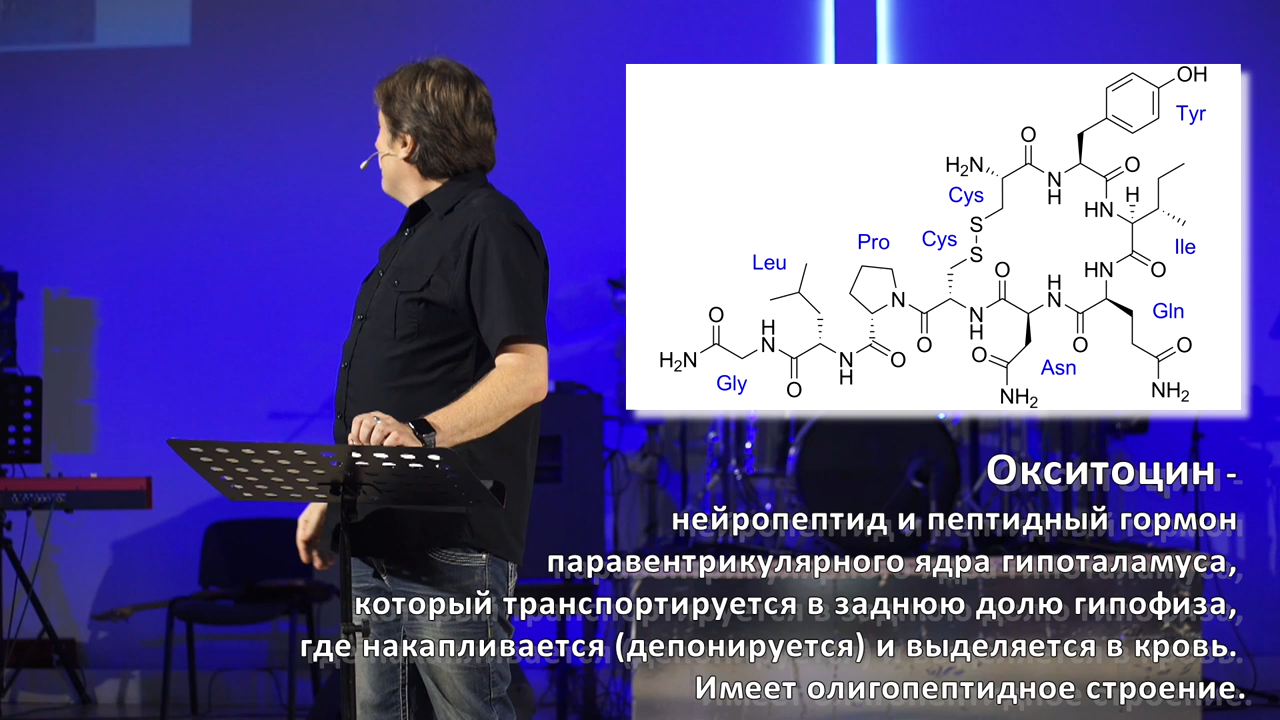 OH
Tyr
O
H₂N
O
Cys
N
H
H
HN
S
Cys
Pro
Ile
S
O
Leu
HN
O
H
N
Gln
N
O
H
N
O
N
H
O
O
H₂N
O
N
H
O
O
Asn
O
Gly
NH₂
NH₂
Окситоцин -
нейропептид и пептидный гормон
паравентрикулярного ядра гипоталамуса,
который транспортируется в заднюю долю гипофиза,
где накапливается (депонируется) и выделяется в кровь.
Имеет олигопептидное строение.